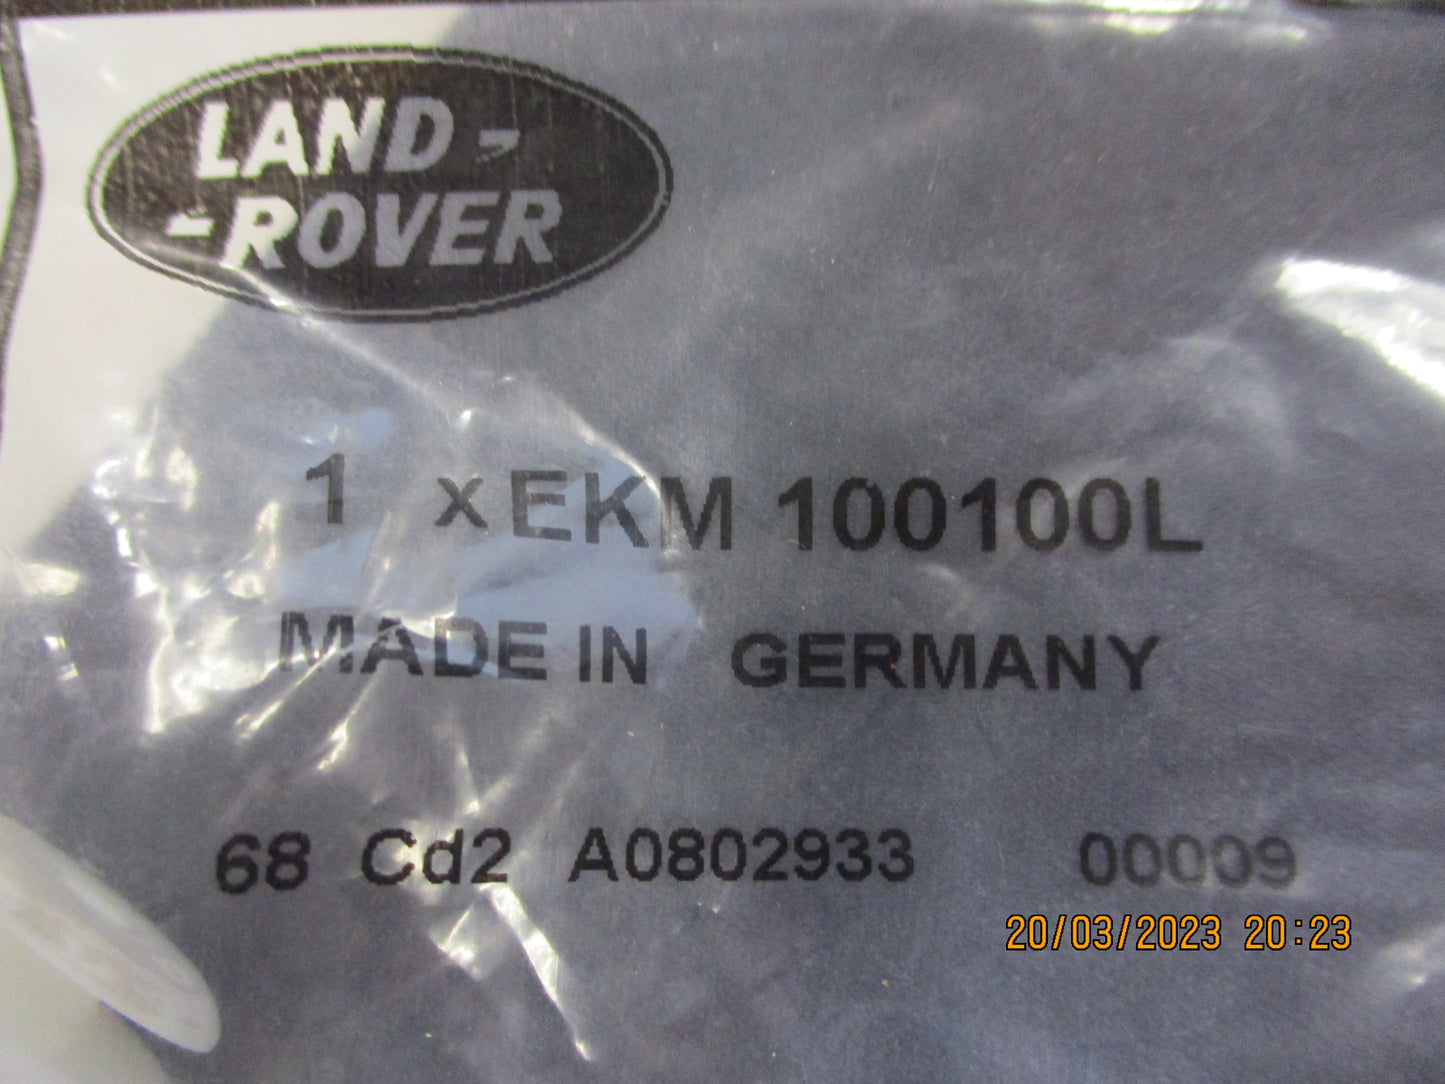 LAND -
- ROVER
1 x EKM 100100L
MADE IN GERMANY
68 Cd2 A0802933 00009
20/03/2023 20:23